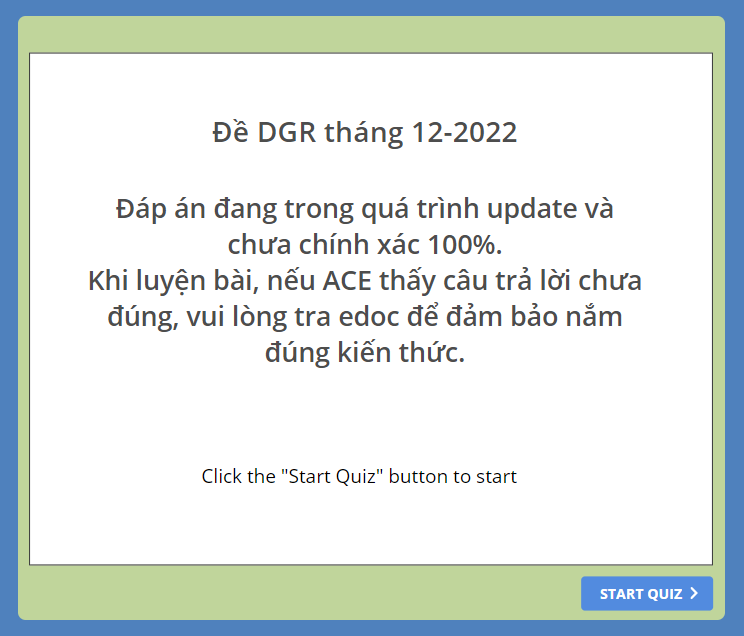 Đề DGR tháng 12-2022
Đáp án đang trong quá trình update và
chưa chính xác 100%.
Khi luyện bài, nếu ACE thấy câu trả lời chưa
đúng, vui lòng tra edoc để đảm bảo nắm
đúng kiến thức.
Click the "Start Quiz" button to start
START QUIZ